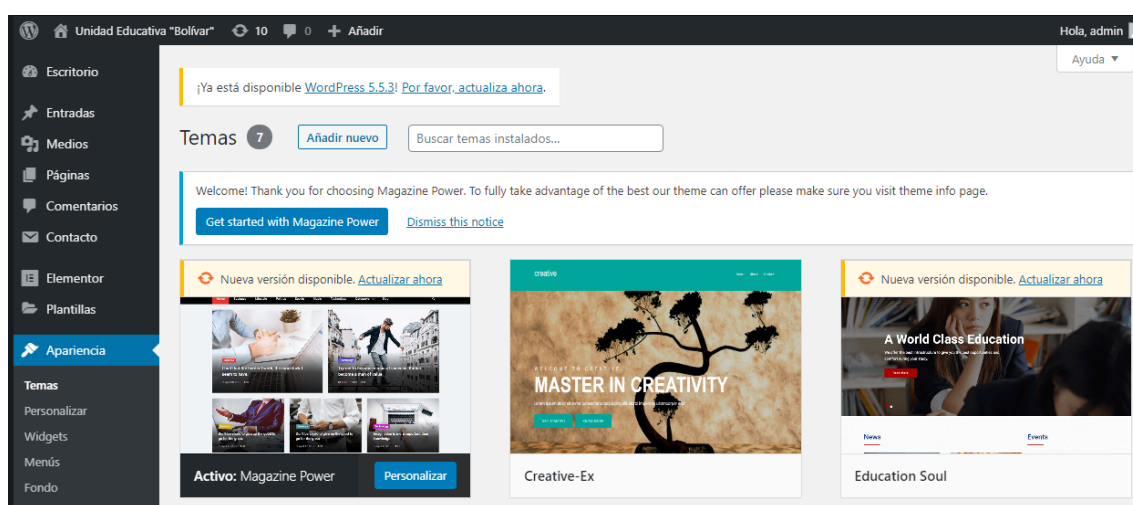 Unidad Educativa "Bolívar" 10 0 + Añadir Hola, admin
Ayuda ▼
Escritorio
Entradas
Medios
Páginas
Comentarios
Contacto
Elementor
Plantillas
Apariencia
Temas
Personalizar
Widgets
Menús
Fondo
¡Ya está disponible WordPress 5.5.3! Por favor, actualiza ahora.
Temas 7 Añadir nuevo Buscar temas instalados...
Welcome! Thank you for choosing Magazine Power. To fully take advantage of the best our theme can offer please make sure you visit theme info page.
Get started with Magazine Power Dismiss this notice
Nueva versión disponible. Actualizar ahora
Activo: Magazine Power Personalizar
creative
WELCOME TO CREATIVE
MASTER IN CREATIVITY
Creative-Ex
Nueva versión disponible. Actualizar ahora
A World Class Education
News Events
Education Soul